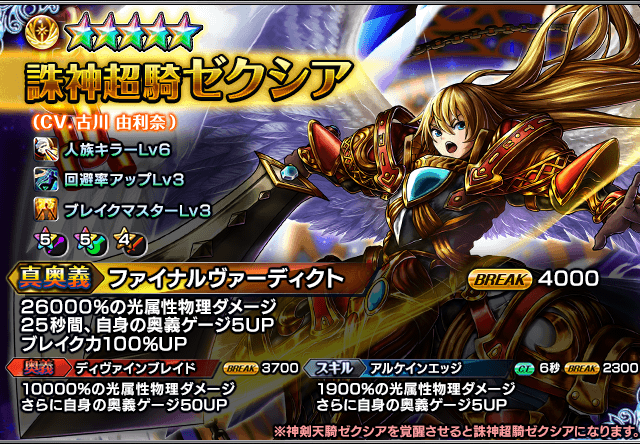 誅神超騎ゼクシア
(CV.古川 由利奈)
人族キラーLv6
回避率アップLv3
ブレイクマスターLv3
5 5 4
真奥義 ファイナルヴァーディクト BREAK 4000
26000%の光属性物理ダメージ
25秒間、自身の奥義ゲージ5UP
ブレイク力100%UP
奥義 ディヴァインブレイド BREAK 3700
10000%の光属性物理ダメージ
さらに自身の奥義ゲージ50UP
スキル アルケインエッジ C.T. 6秒 BREAK 2300
1900%の光属性物理ダメージ
さらに自身の奥義ゲージ5UP
※神剣天騎ゼクシアを覚醒させると誅神超騎ゼクシアになります。